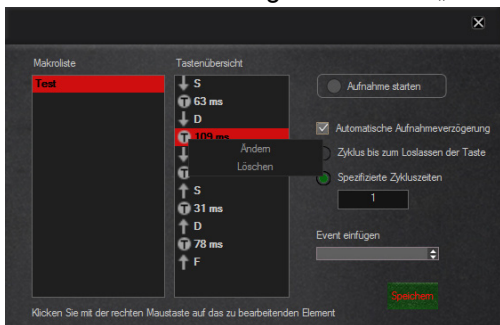 Makroliste
Tastenübersicht
Test
S
63 ms
D
109 ms
Ändern
Löschen
S
31 ms
D
78 ms
F
Aufnahme starten
Automatische Aufnahmeverzögerung
Zyklus bis zum Loslassen der Taste
Spezifizierte Zykluszeiten
1
Event einfügen
Speichern
Klicken Sie mit der rechten Maustaste auf das zu bearbeitenden Element